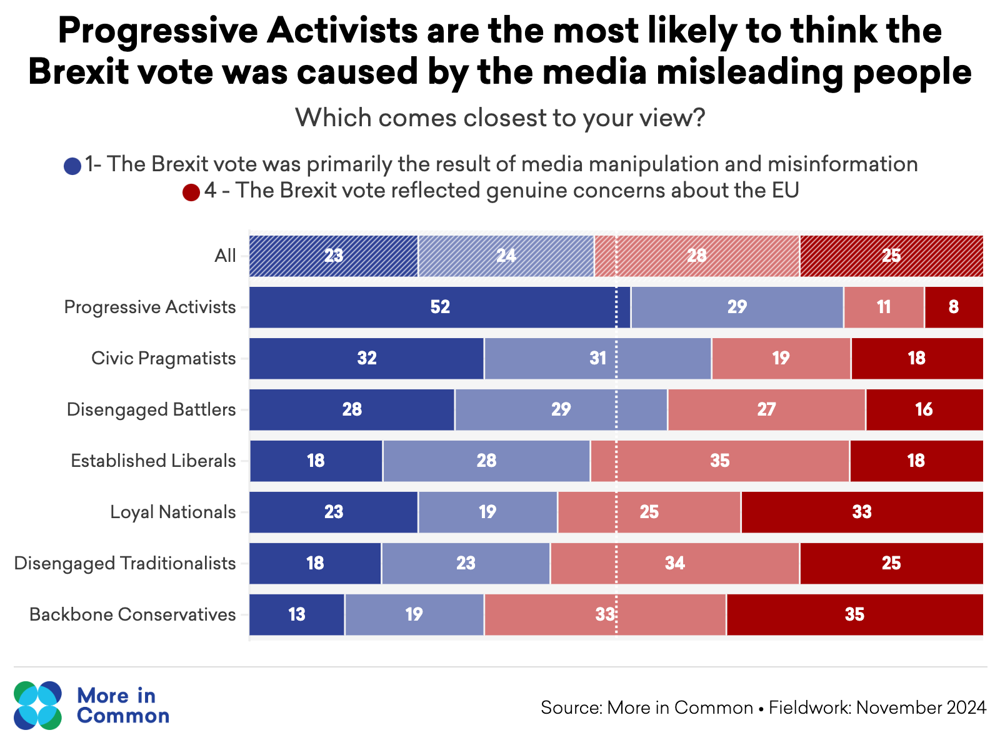 Progressive Activists are the most likely to think the
Brexit vote was caused by the media misleading people
Which comes closest to your view?
1- The Brexit vote was primarily the result of media manipulation and misinformation
4 - The Brexit vote reflected genuine concerns about the EU
All 23 24 28 25
Progressive Activists 52 29 11 8
Civic Pragmatists 32 31 19 18
Disengaged Battlers 28 29 27 16
Established Liberals 18 28 35 18
Loyal Nationals 23 19 25 33
Disengaged Traditionalists 18 23 34 25
Backbone Conservatives 13 19 33 35
More in
Common
Source: More in Common • Fieldwork: November 2024